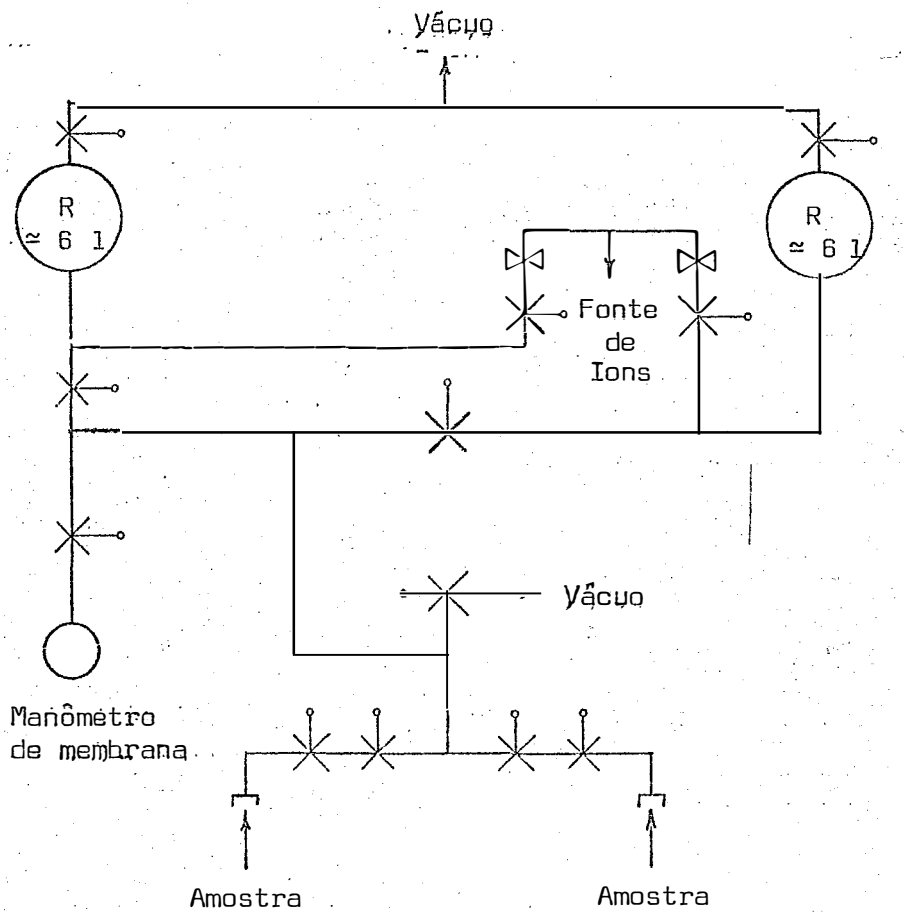 Vácuo
R
≃ 6 l
R
≃ 6 l
Fonte
de
Ions
Vácuo
Manômetro
de membrana
Amostra
Amostra